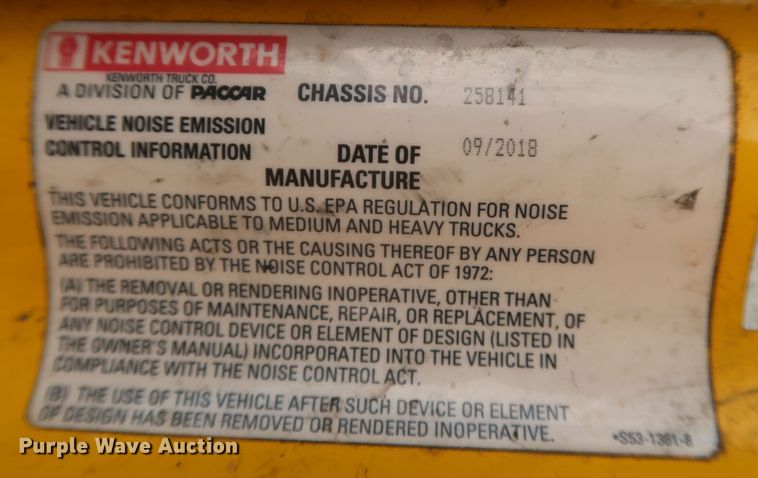 KENWORTH
KENWORTH TRUCK CO.
A DIVISION OF PACCAR
CHASSIS NO. 258141
VEHICLE NOISE EMISSION
CONTROL INFORMATION
DATE OF
MANUFACTURE
09/2018
THIS VEHICLE CONFORMS TO U.S. EPA REGULATION FOR NOISE
EMISSION APPLICABLE TO MEDIUM AND HEAVY TRUCKS.
THE FOLLOWING ACTS OR THE CAUSING THEREOF BY ANY PERSON
ARE PROHIBITED BY THE NOISE CONTROL ACT OF 1972:
(A) THE REMOVAL OR RENDERING INOPERATIVE, OTHER THAN
FOR PURPOSES OF MAINTENANCE, REPAIR, OR REPLACEMENT, OF
ANY NOISE CONTROL DEVICE OR ELEMENT OF DESIGN (LISTED IN
THE OWNER'S MANUAL) INCORPORATED INTO THE VEHICLE IN
COMPLIANCE WITH THE NOISE CONTROL ACT.
(B) THE USE OF THIS VEHICLE AFTER SUCH DEVICE OR ELEMENT
OF DESIGN HAS BEEN REMOVED OR RENDERED INOPERATIVE.
•S53-1361-8
Purple Wave Auction